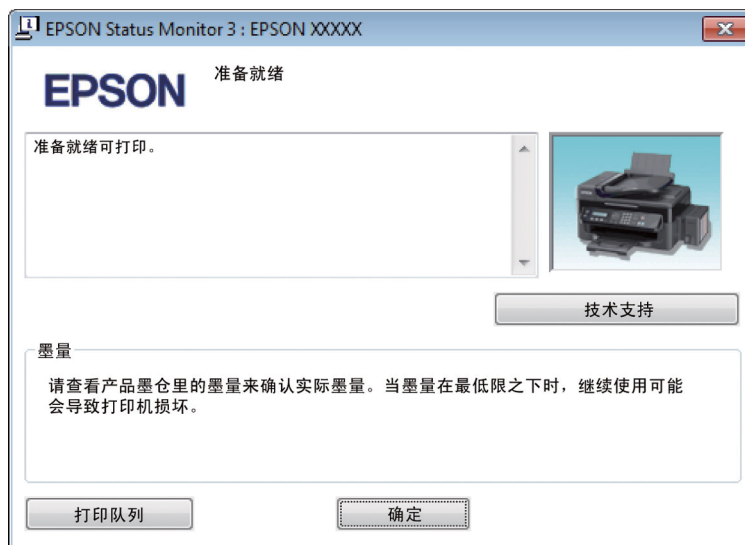 EPSON Status Monitor 3 : EPSON XXXXX
EPSON
准备就绪
准备就绪可打印。
技术支持
墨量
请查看产品墨仓里的墨量来确认实际墨量。当墨量在最低限之下时，继续使用可能
会导致打印机损坏。
打印队列
确定